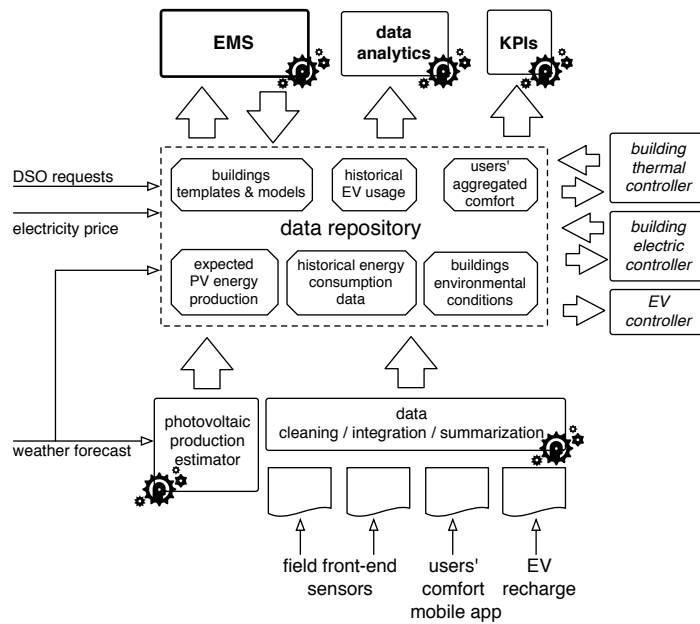 EMS
data
analytics
KPIs
DSO requests
electricity price
buildings
templates & models
historical
EV usage
users'
aggregated
comfort
data repository
expected
PV energy
production
historical energy
consumption
data
buildings
environmental
conditions
building
thermal
controller
building
electric
controller
EV
controller
weather forecast
photovoltaic
production
estimator
data
cleaning / integration / summarization
field front-end
sensors
users'
comfort
mobile app
EV
recharge